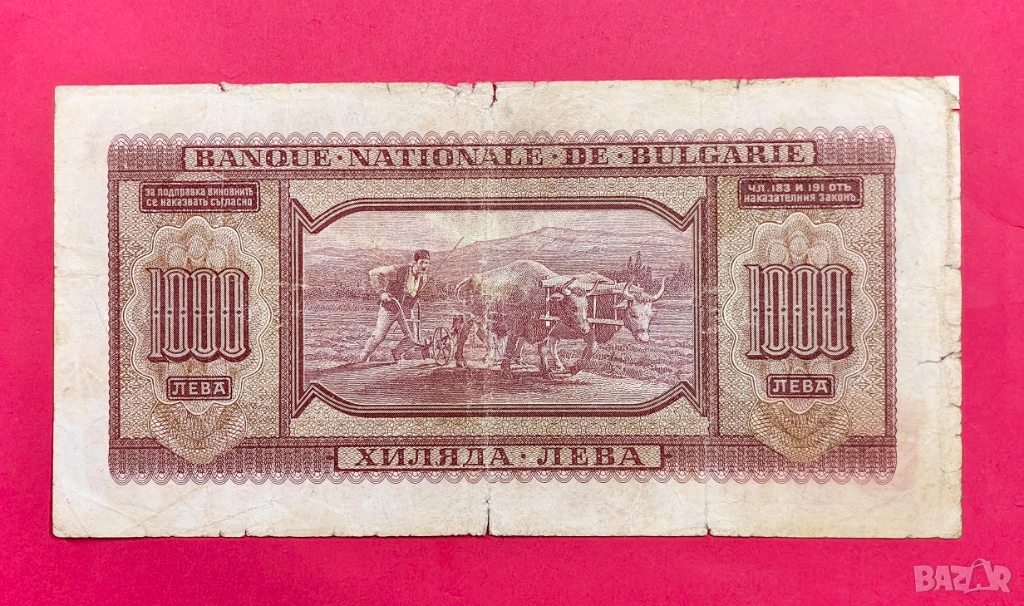 BANQUE · NATIONALE · DE · BULGARIE
ЗА ПОДПРАВКА ВИНОВНИТѢ
СЕ НАКАЗВАТЪ СЪГЛАСНО
ЧЛ. 183 И 191 ОТЪ
НАКАЗАТЕЛНИЯ ЗАКОНЪ.
1000
ЛЕВА
1000
ЛЕВА
ХИЛЯДА · ЛЕВА
BAZAR